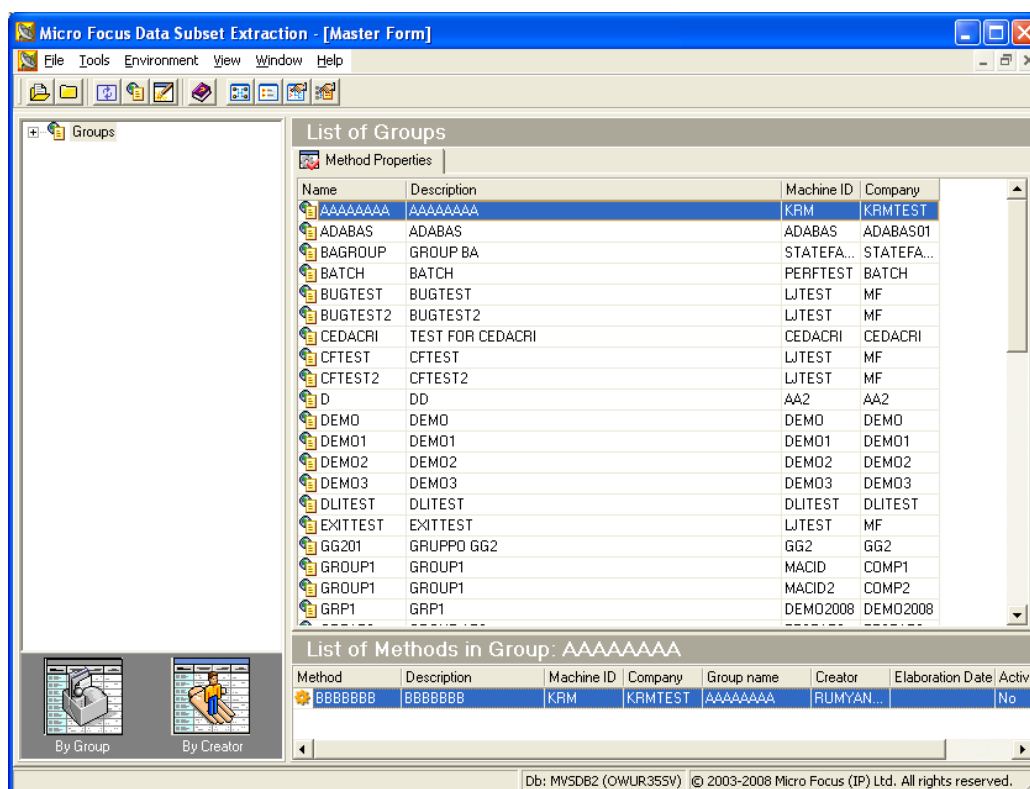 Micro Focus Data Subset Extraction - [Master Form]
File Tools Environment View Window Help
Groups
List of Groups
Method Properties
Name Description Machine ID Company
AAAAAAAA AAAAAAAA KRM KRMTEST
ADABAS ADABAS ADABAS ADABAS01
BAGROUP GROUP BA STATEFA... STATEFA...
BATCH BATCH PERFTEST BATCH
BUGTEST BUGTEST LJTEST MF
BUGTEST2 BUGTEST2 LJTEST MF
CEDACRI TEST FOR CEDACRI CEDACRI CEDACRI
CFTEST CFTEST LJTEST MF
CFTEST2 CFTEST2 LJTEST MF
D DD AA2 AA2
DEMO DEMO DEMO DEMO
DEMO1 DEMO1 DEMO1 DEMO1
DEMO2 DEMO2 DEMO2 DEMO2
DEMO3 DEMO3 DEMO3 DEMO3
DLITEST DLITEST DLITEST DLITEST
EXITTEST EXITTEST LJTEST MF
GG201 GRUPPO GG2 GG2 GG2
GROUP1 GROUP1 MACID COMP1
GROUP1 GROUP1 MACID2 COMP2
GRP1 GRP1 DEMO2008 DEMO2008
List of Methods in Group: AAAAAAAA
Method Description Machine ID Company Group name Creator Elaboration Date Activ
BBBBBBB BBBBBBB KRM KRMTEST AAAAAAAA RUMYAN... No
By Group By Creator
Db: MVSDB2 (OWUR35SV) © 2003-2008 Micro Focus (IP) Ltd. All rights reserved.